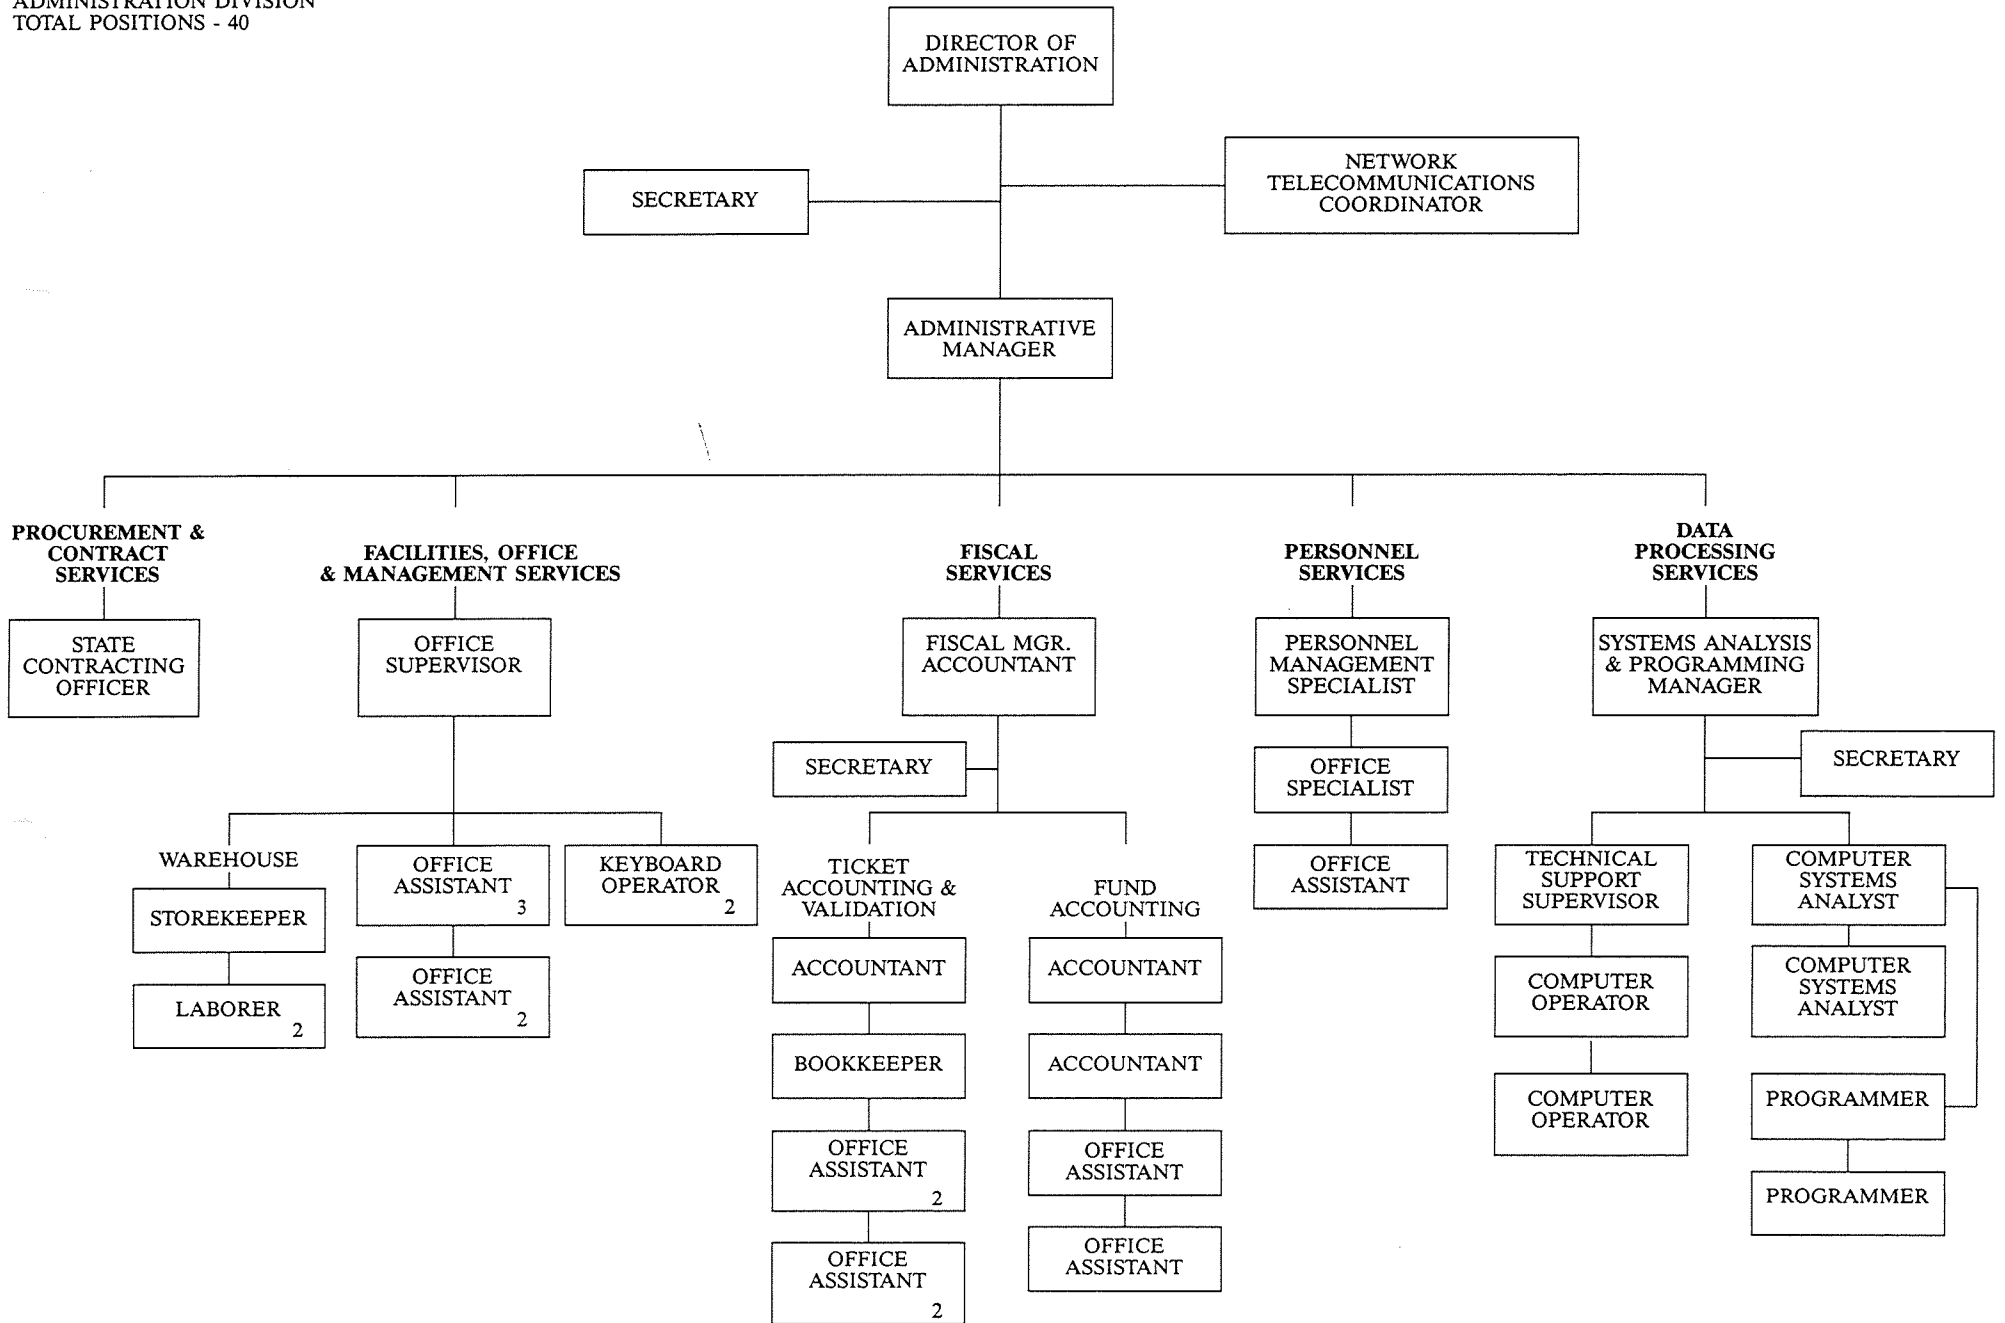 ADMINISTRATION DIVISION
TOTAL POSITIONS - 40
DIRECTOR OF
ADMINISTRATION
SECRETARY
NETWORK
TELECOMMUNICATIONS
COORDINATOR
ADMINISTRATIVE
MANAGER
PROCUREMENT &
CONTRACT
SERVICES
STATE
CONTRACTING
OFFICER
FACILITIES, OFFICE
& MANAGEMENT SERVICES
OFFICE
SUPERVISOR
WAREHOUSE
STOREKEEPER
LABORER
2
OFFICE
ASSISTANT
3
OFFICE
ASSISTANT
2
KEYBOARD
OPERATOR
2
FISCAL
SERVICES
FISCAL MGR.
ACCOUNTANT
SECRETARY
TICKET
ACCOUNTING &
VALIDATION
ACCOUNTANT
BOOKKEEPER
OFFICE
ASSISTANT
2
OFFICE
ASSISTANT
2
FUND
ACCOUNTING
ACCOUNTANT
ACCOUNTANT
OFFICE
ASSISTANT
OFFICE
ASSISTANT
PERSONNEL
SERVICES
PERSONNEL
MANAGEMENT
SPECIALIST
OFFICE
SPECIALIST
OFFICE
ASSISTANT
DATA
PROCESSING
SERVICES
SYSTEMS ANALYSIS
& PROGRAMMING
MANAGER
SECRETARY
TECHNICAL
SUPPORT
SUPERVISOR
COMPUTER
OPERATOR
COMPUTER
OPERATOR
COMPUTER
SYSTEMS
ANALYST
COMPUTER
SYSTEMS
ANALYST
PROGRAMMER
PROGRAMMER